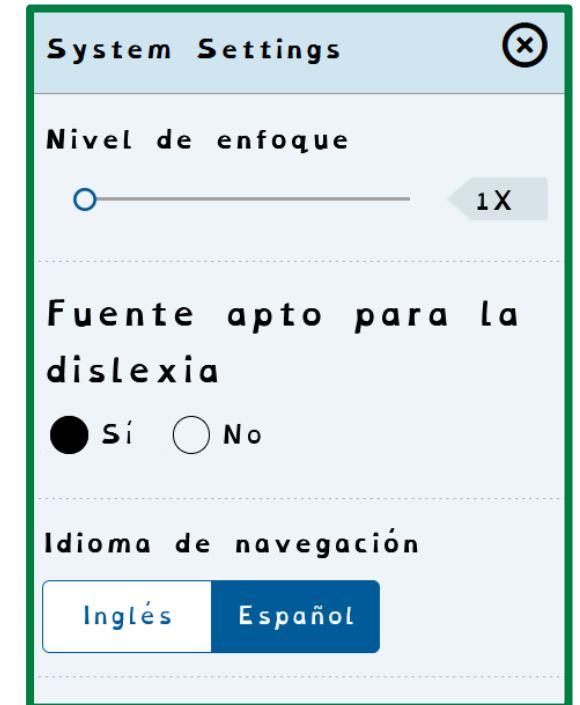 System Settings
Nivel de enfoque
1X
Fuente apto para la
dislexia
Sí No
Idioma de navegación
Inglés Español